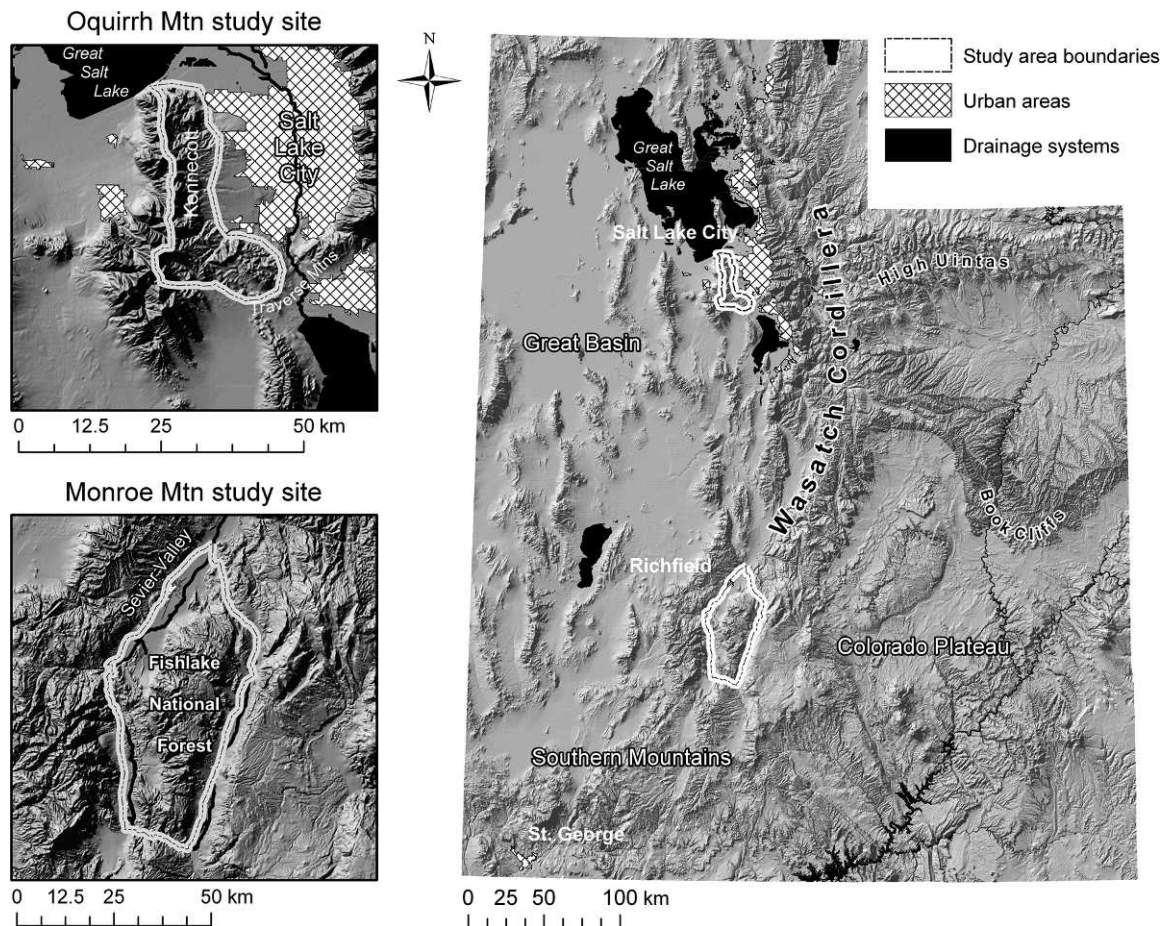 Oquirrh Mtn study site
Great
Salt
Lake
Salt
Lake
City
Kennecott
Traverse Mtns
0 12.5 25 50 km
Monroe Mtn study site
Sevier Valley
Fishlake
National
Forest
0 12.5 25 50 km
N
Study area boundaries
Urban areas
Drainage systems
Great
Salt
Lake
Salt Lake City
High Uintas
Great Basin
Wasatch Cordillera
Book Cliffs
Richfield
Colorado Plateau
Southern Mountains
St. George
0 25 50 100 km